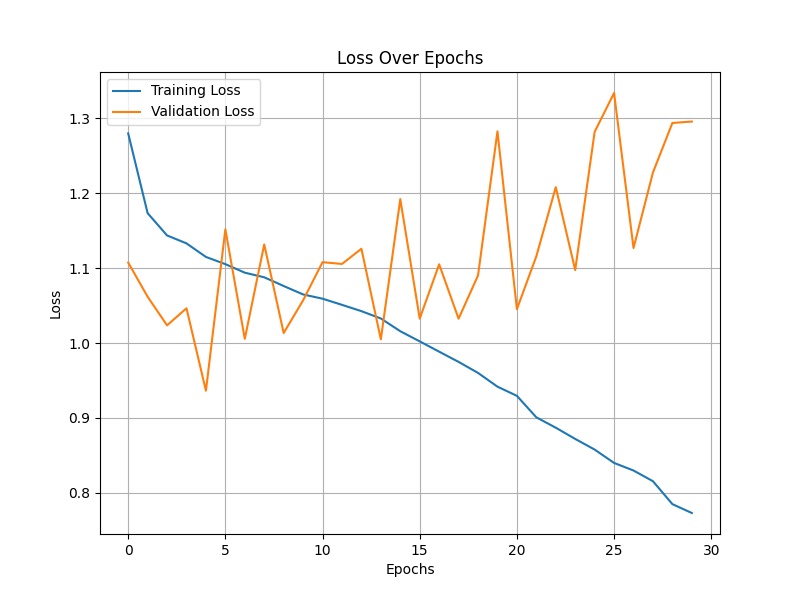 Loss Over Epochs
Training Loss
Validation Loss
1.3
1.2
1.1
1.0
0.9
0.8
Loss
0 5 10 15 20 25 30
Epochs